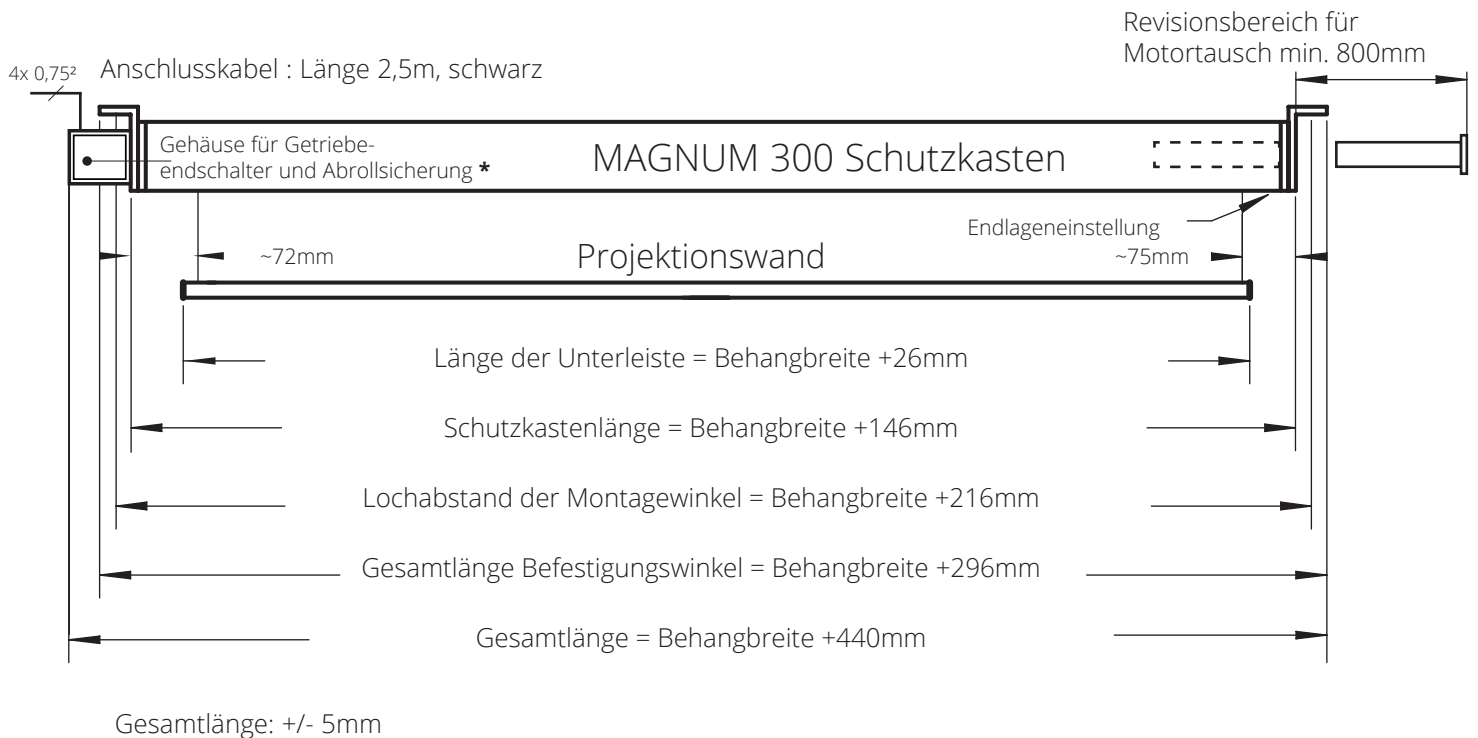 Revisionsbereich für
Motortausch min. 800mm
4x 0,75²
Anschlusskabel : Länge 2,5m, schwarz
Gehäuse für Getriebe-
endschalter und Abrollsicherung *
MAGNUM 300 Schutzkasten
Endlageneinstellung
~72mm
Projektionswand
~75mm
Länge der Unterleiste = Behangbreite +26mm
Schutzkastenlänge = Behangbreite +146mm
Lochabstand der Montagewinkel = Behangbreite +216mm
Gesamtlänge Befestigungswinkel = Behangbreite +296mm
Gesamtlänge = Behangbreite +440mm
Gesamtlänge: +/- 5mm